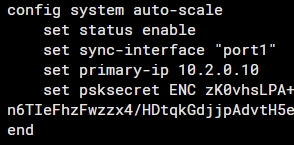 config system auto-scale
set status enable
set sync-interface "port1"
set primary-ip 10.2.0.10
set psksecret ENC zK0vhsLPA+
n6TIeFhzFwzzx4/HDtqkGdjjpAdvtH5e
end